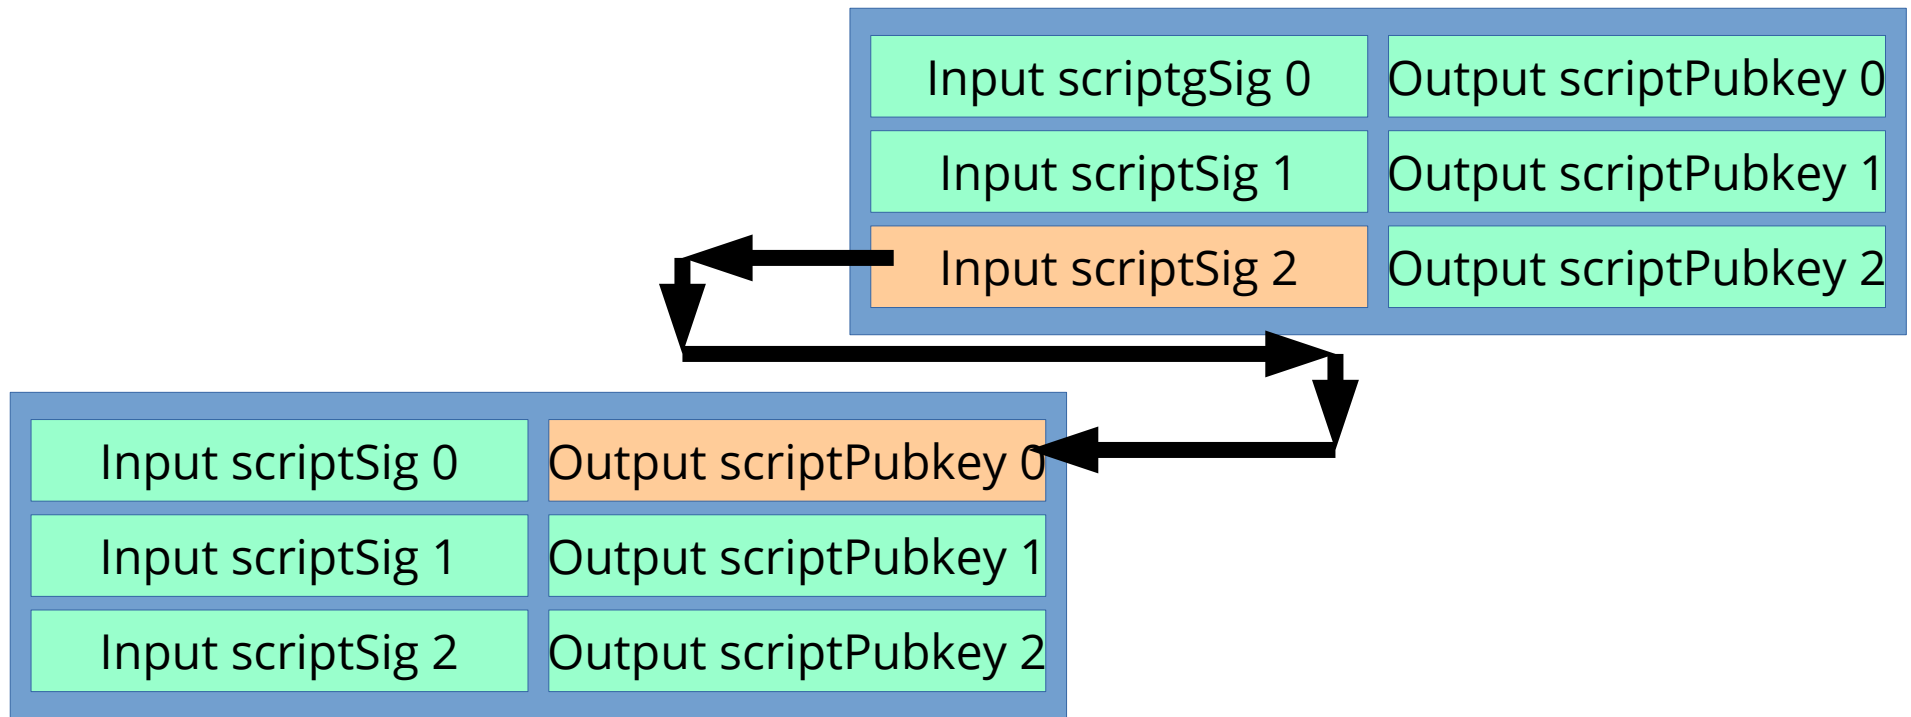 Input scriptgSig 0
Output scriptPubkey 0
Input scriptSig 1
Output scriptPubkey 1
Input scriptSig 2
Output scriptPubkey 2
Input scriptSig 0
Output scriptPubkey 0
Input scriptSig 1
Output scriptPubkey 1
Input scriptSig 2
Output scriptPubkey 2